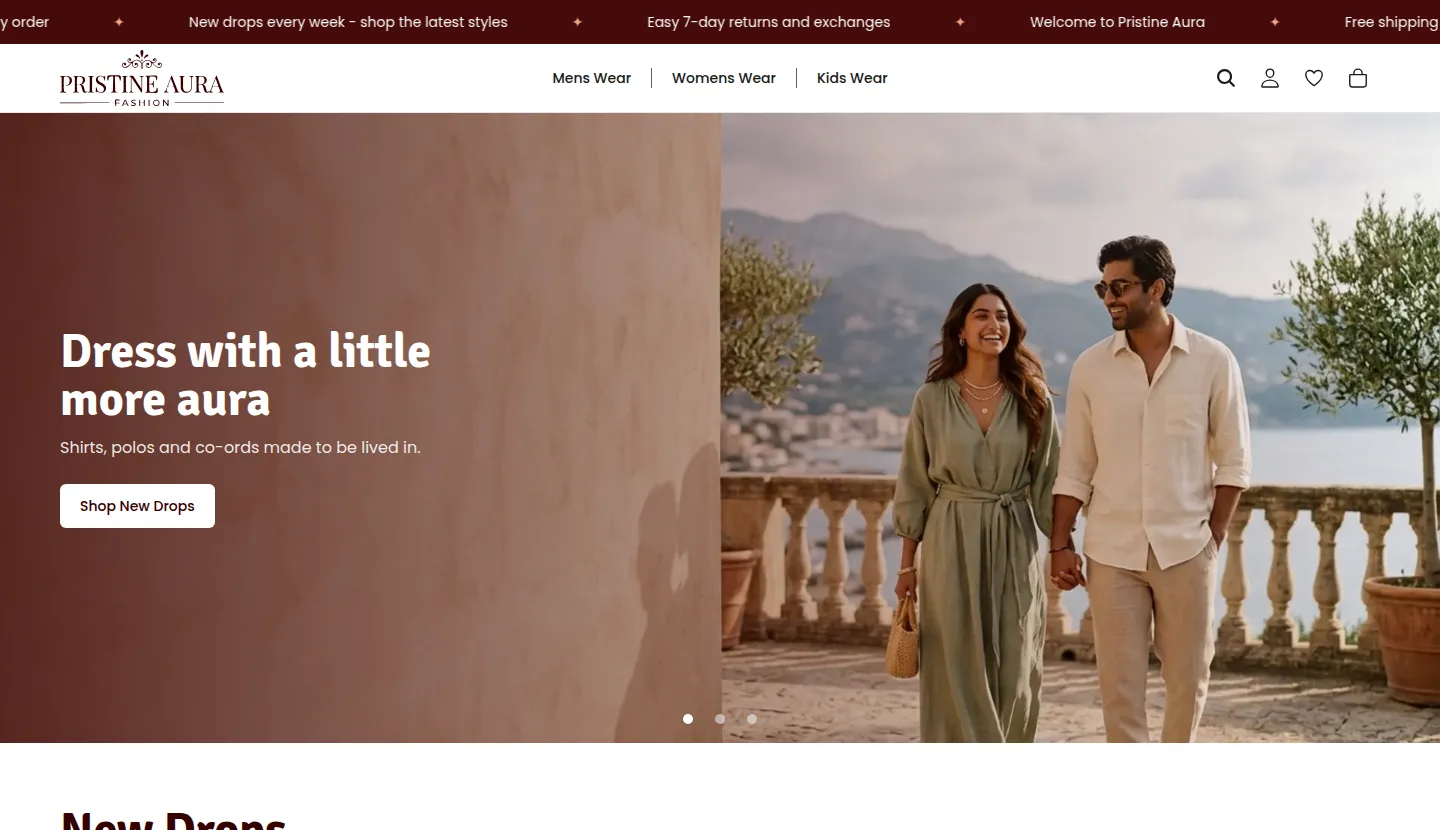 y order ✦ New drops every week - shop the latest styles ✦ Easy 7-day returns and exchanges ✦ Welcome to Pristine Aura ✦ Free shipping
PRISTINE AURA
FASHION
Mens Wear
Womens Wear
Kids Wear
Dress with a little
more aura
Shirts, polos and co-ords made to be lived in.
Shop New Drops
New Drops